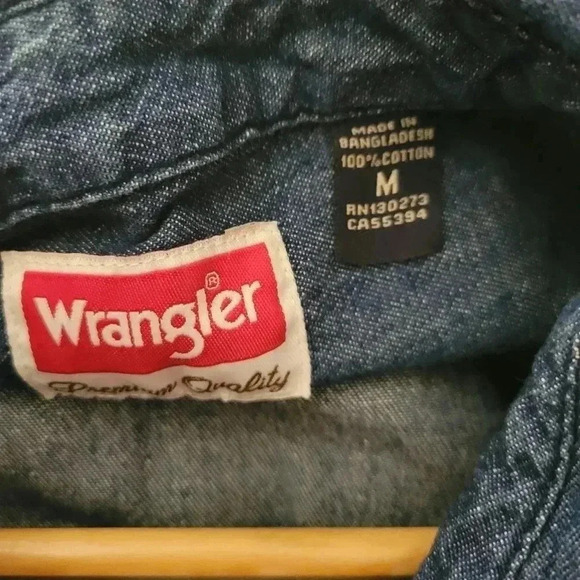 MADE IN
BANGLADESH
100% COTTON
M
RN130273
CA55394
Wrangler®
Premium Quality